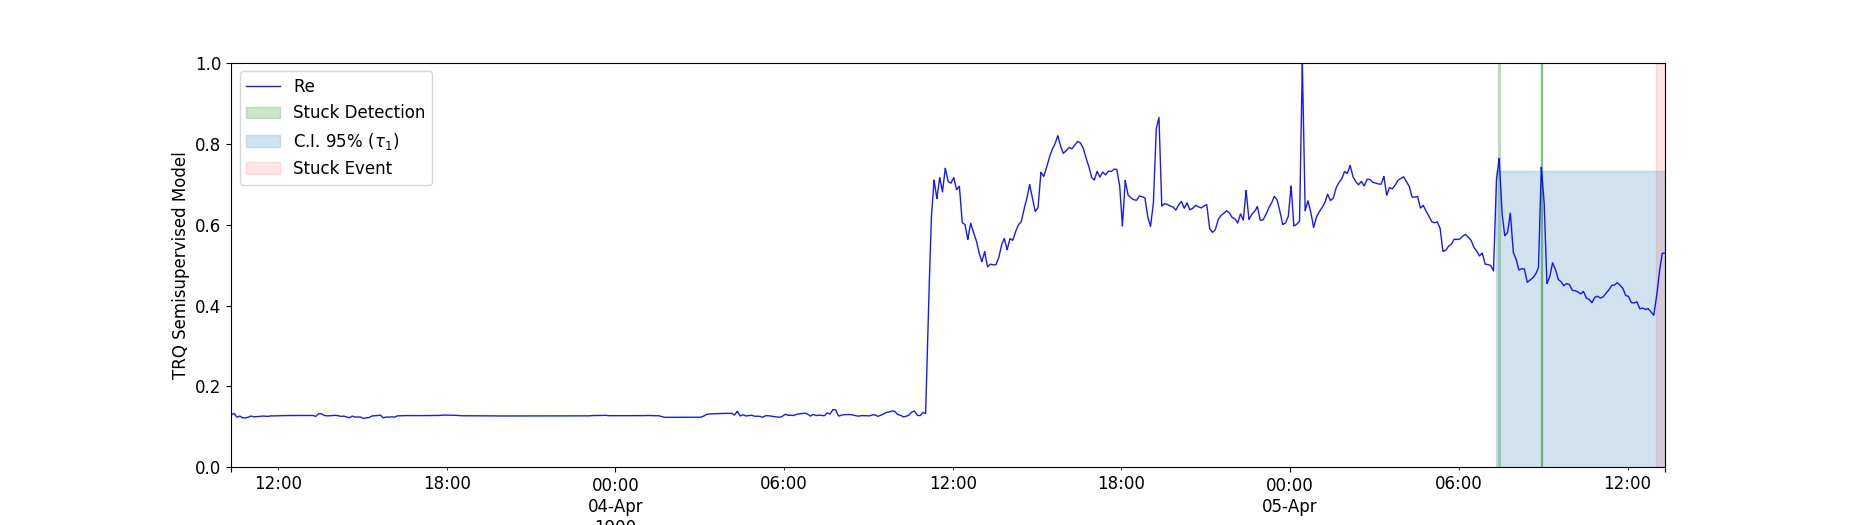 TRQ Semisupervised Model
1.0
0.8
0.6
0.4
0.2
0.0
Re
Stuck Detection
C.I. 95% (τ₁)
Stuck Event
12:00
18:00
00:00
04-Apr
1900
06:00
12:00
18:00
00:00
05-Apr
06:00
12:00